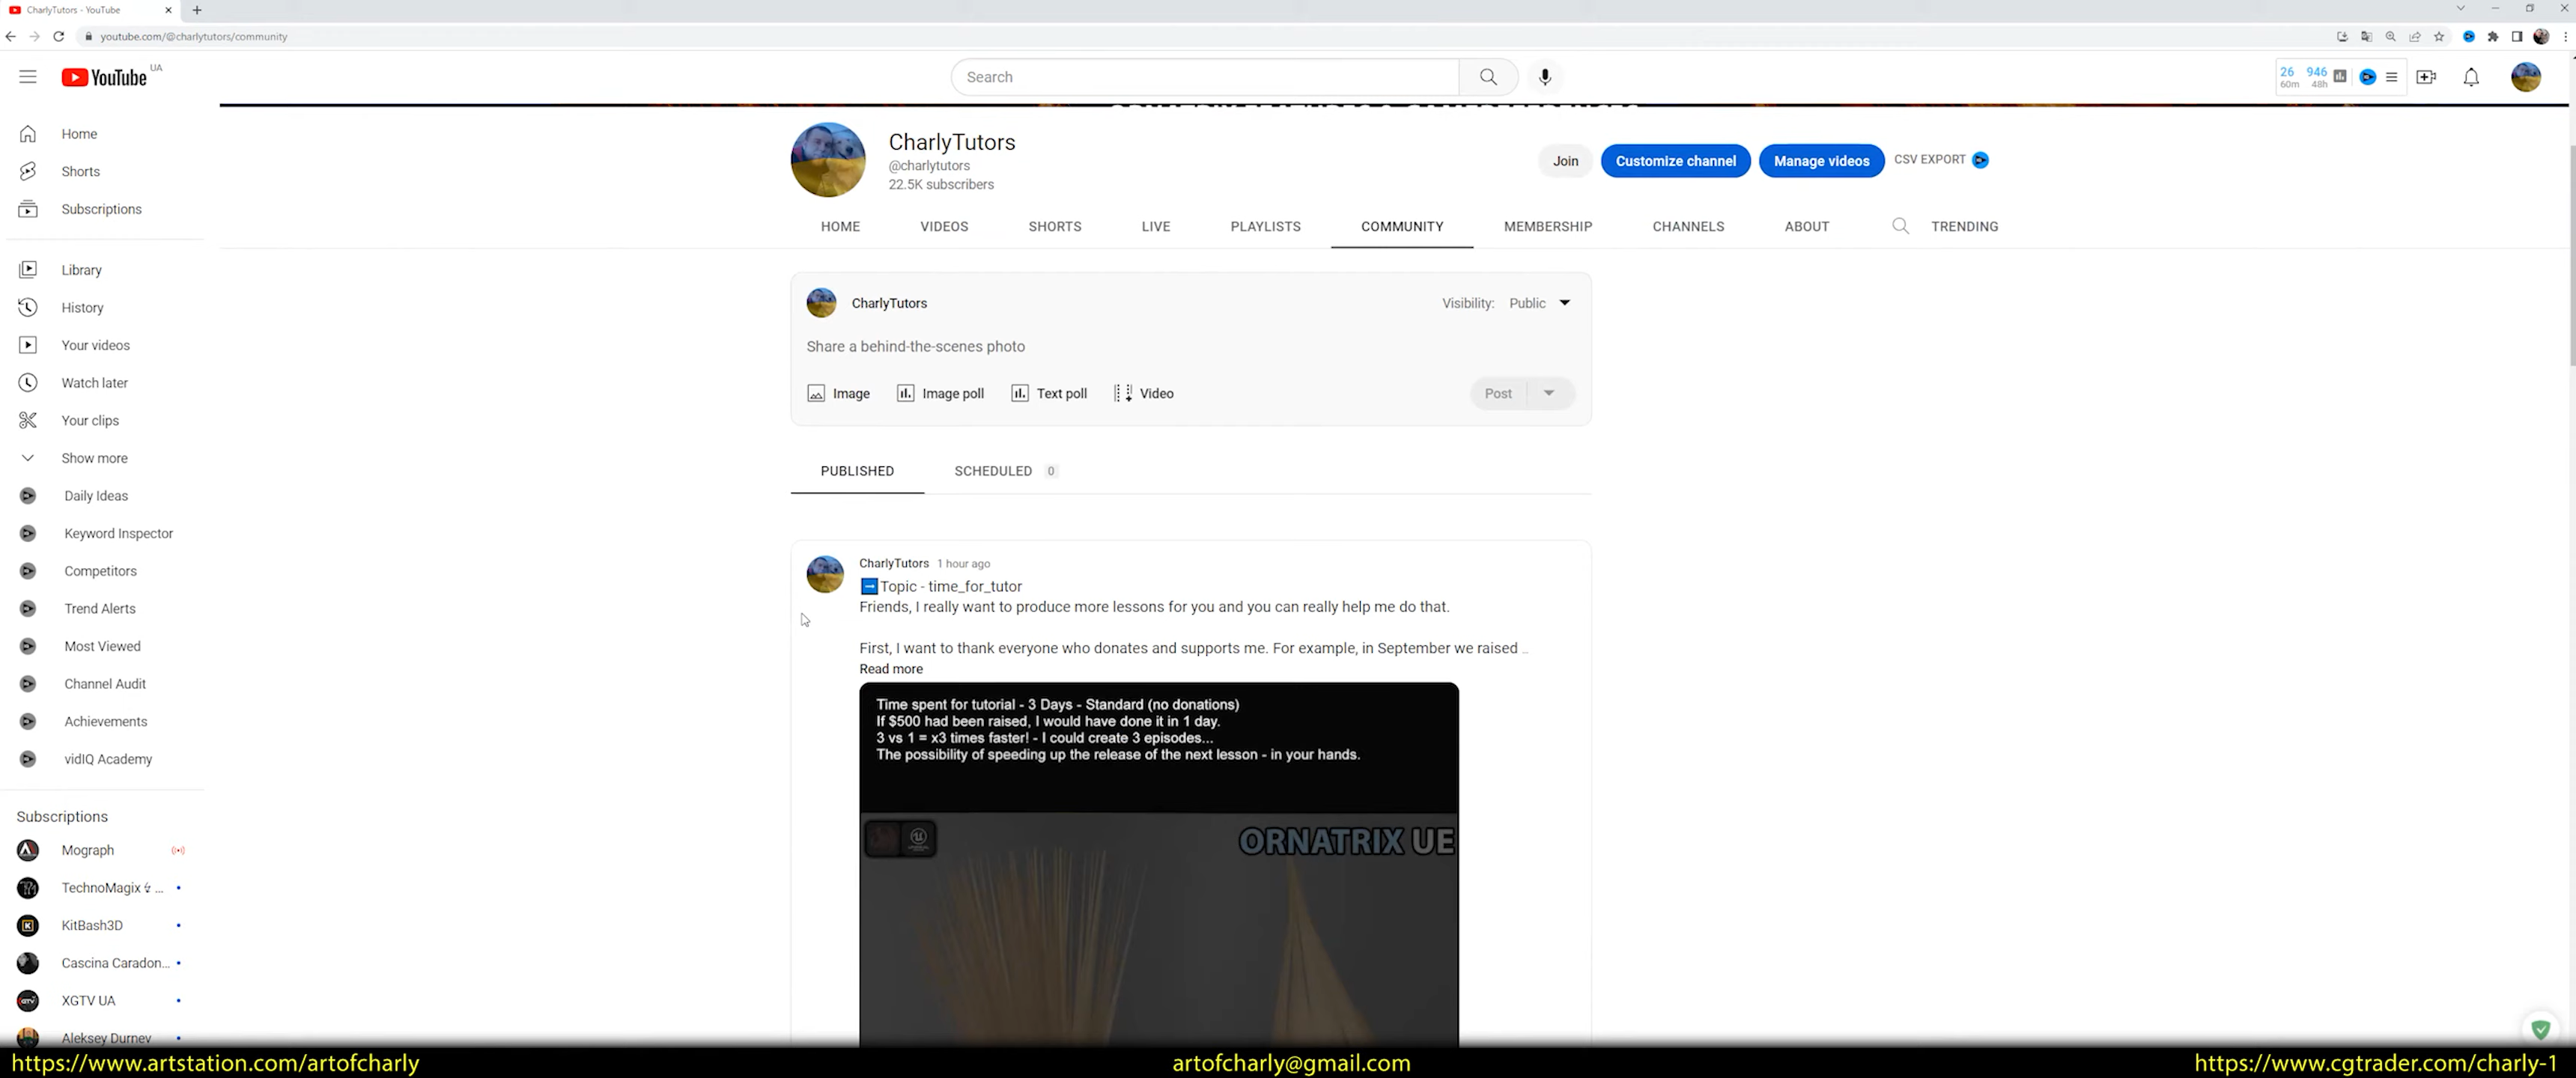 CharlyTutors - YouTube
youtube.com/@charlytutors/community
YouTube UA
Search
26 946
60m 48h
Home
Shorts
Subscriptions
Library
History
Your videos
Watch later
Your clips
Show more
Daily Ideas
Keyword Inspector
Competitors
Trend Alerts
Most Viewed
Channel Audit
Achievements
vidIQ Academy
Subscriptions
Mograph
TechnoMagix ...
KitBash3D
Cascina Caradon...
XGTV UA
Aleksey Durnev
CharlyTutors
@charlytutors
22.5K subscribers
Join
Customize channel
Manage videos
CSV EXPORT
HOME VIDEOS SHORTS LIVE PLAYLISTS COMMUNITY MEMBERSHIP CHANNELS ABOUT TRENDING
CharlyTutors
Visibility: Public
Share a behind-the-scenes photo
Image Image poll Text poll Video
Post
PUBLISHED SCHEDULED 0
CharlyTutors 1 hour ago
Topic - time_for_tutor
Friends, I really want to produce more lessons for you and you can really help me do that.
First, I want to thank everyone who donates and supports me. For example, in September we raised ...
Read more
Time spent for tutorial - 3 Days - Standard (no donations)
If $500 had been raised, I would have done it in 1 day.
3 vs 1 = x3 times faster! - I could create 3 episodes...
The possibility of speeding up the release of the next lesson - in your hands.
ORNATRIX UE
https://www.artstation.com/artofcharly
artofcharly@gmail.com
https://www.cgtrader.com/charly-1